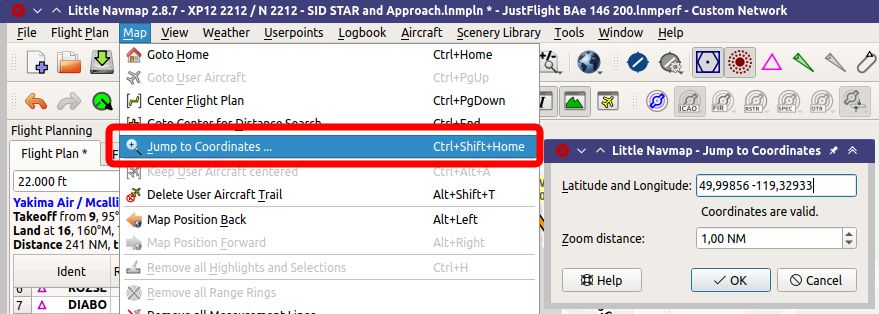 Little Navmap 2.8.7 - XP12 2212 / N 2212 - SID STAR and Approach.lnmpln * - JustFlight BAe 146 200.lnmperf - Custom Network
File Flight Plan Map View Weather Userpoints Logbook Aircraft Scenery Library Tools Window Help
Goto Home Ctrl+Home
Goto User Aircraft Ctrl+PgUp
Center Flight Plan Ctrl+PgDown
Goto Center for Distance Search Ctrl+End
Jump to Coordinates ... Ctrl+Shift+Home
Keep User Aircraft centered Ctrl+Alt+A
Delete User Aircraft Trail Alt+Shift+T
Map Position Back Alt+Left
Map Position Forward Alt+Right
Remove all Highlights and Selections Ctrl+H
Remove all Range Rings
Remove all Measurement Lines
ICAO FIR RSTR SPEC OTR
Flight Planning
Flight Plan *
22.000 ft
Yakima Air / Mcalli
Takeoff from 9, 95°
Land at 16, 160°M,
Distance 241 NM, t
Ident
6 ROZSE
7 DIABO
Little Navmap - Jump to Coordinates
Latitude and Longitude: 49,99856 -119,32933
Coordinates are valid.
Zoom distance: 1,00 NM
Help OK Cancel